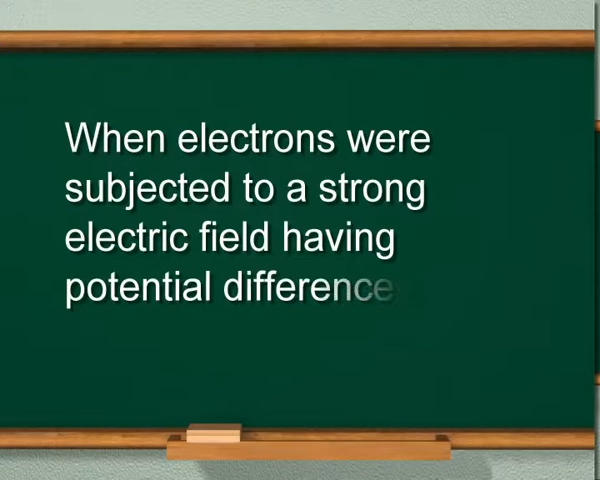 When electrons were
subjected to a strong
electric field having
potential difference